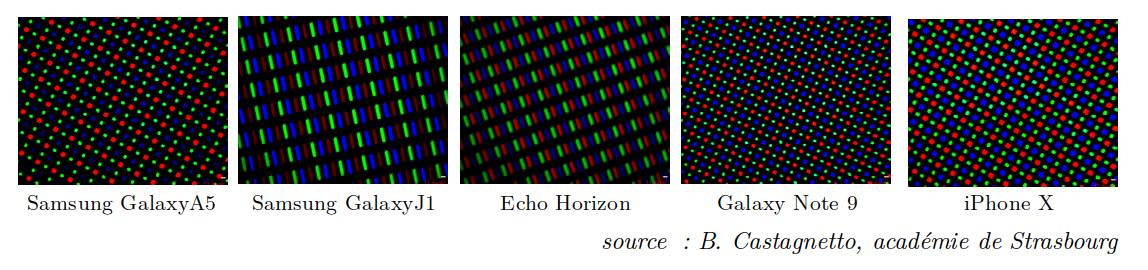 Samsung GalaxyA5 Samsung GalaxyJ1 Echo Horizon Galaxy Note 9 iPhone X
source : B. Castagnetto, académie de Strasbourg